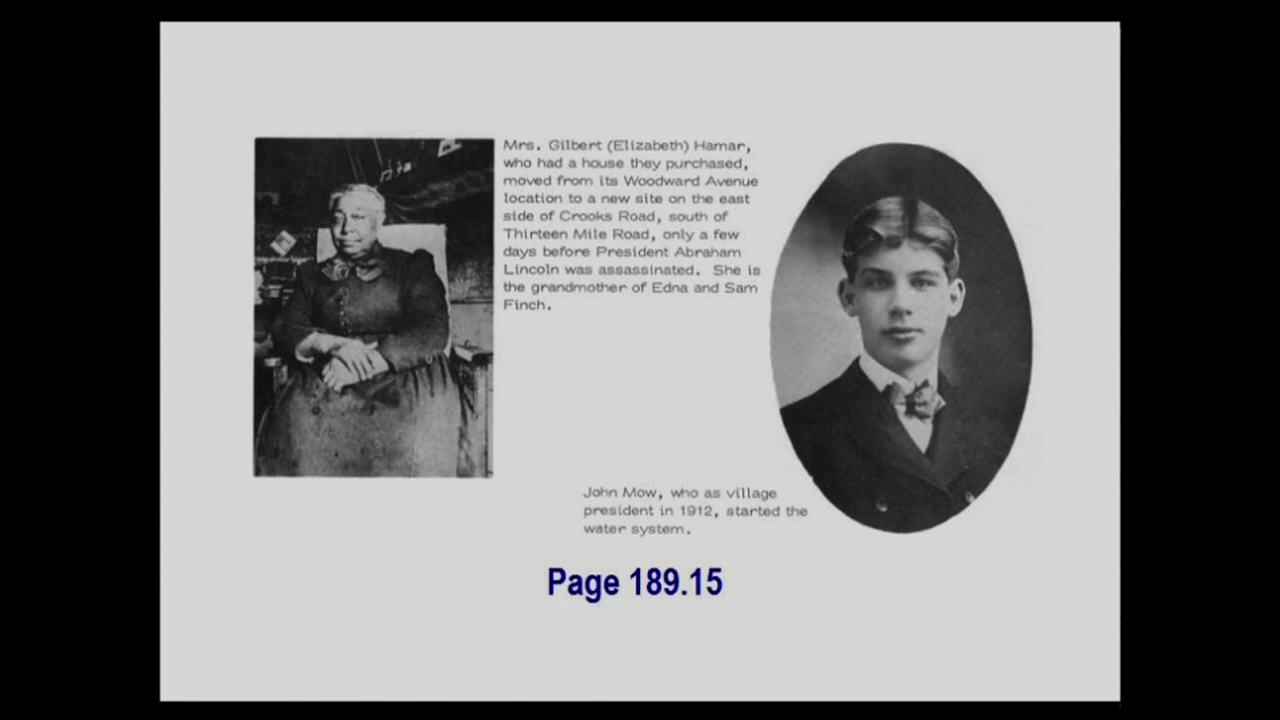 Mrs. Gilbert (Elizabeth) Hamar,
who had a house they purchased,
moved from its Woodward Avenue
location to a new site on the east
side of Crooks Road, south of
Thirteen Mile Road, only a few
days before President Abraham
Lincoln was assassinated. She is
the grandmother of Edna and Sam
Finch.
John Mow, who as village
president in 1912, started the
water system.
Page 189.15